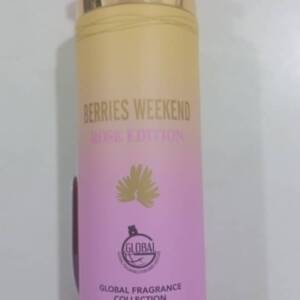 BERRIES WEEKEND
ROSE EDITION
GLOBAL
GLOBAL FRAGRANCE
COLLECTION